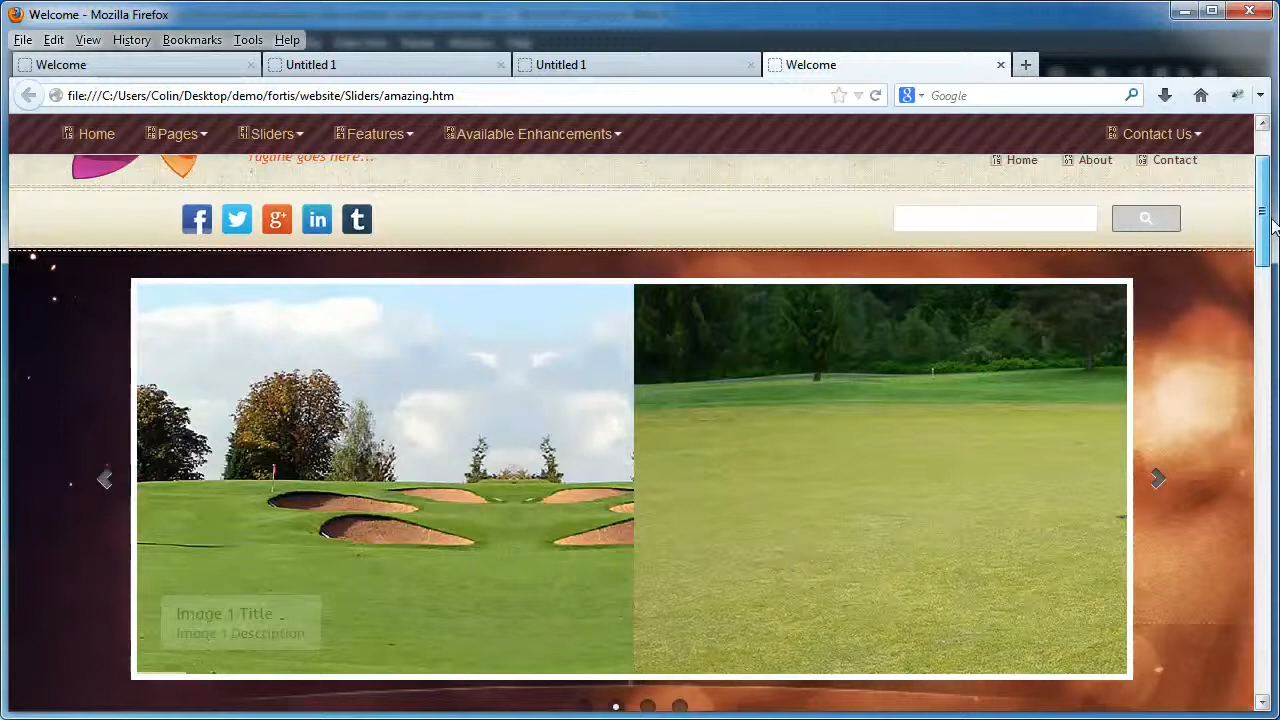 Welcome - Mozilla Firefox
File Edit View History Bookmarks Tools Help
Welcome Untitled 1 Untitled 1 Welcome
file:///C:/Users/Colin/Desktop/demo/fortis/website/Sliders/amazing.htm Google
Home Pages Sliders Features Available Enhancements Contact Us
Tagline goes here...
Home About Contact
Image 1 Title
Image 1 Description